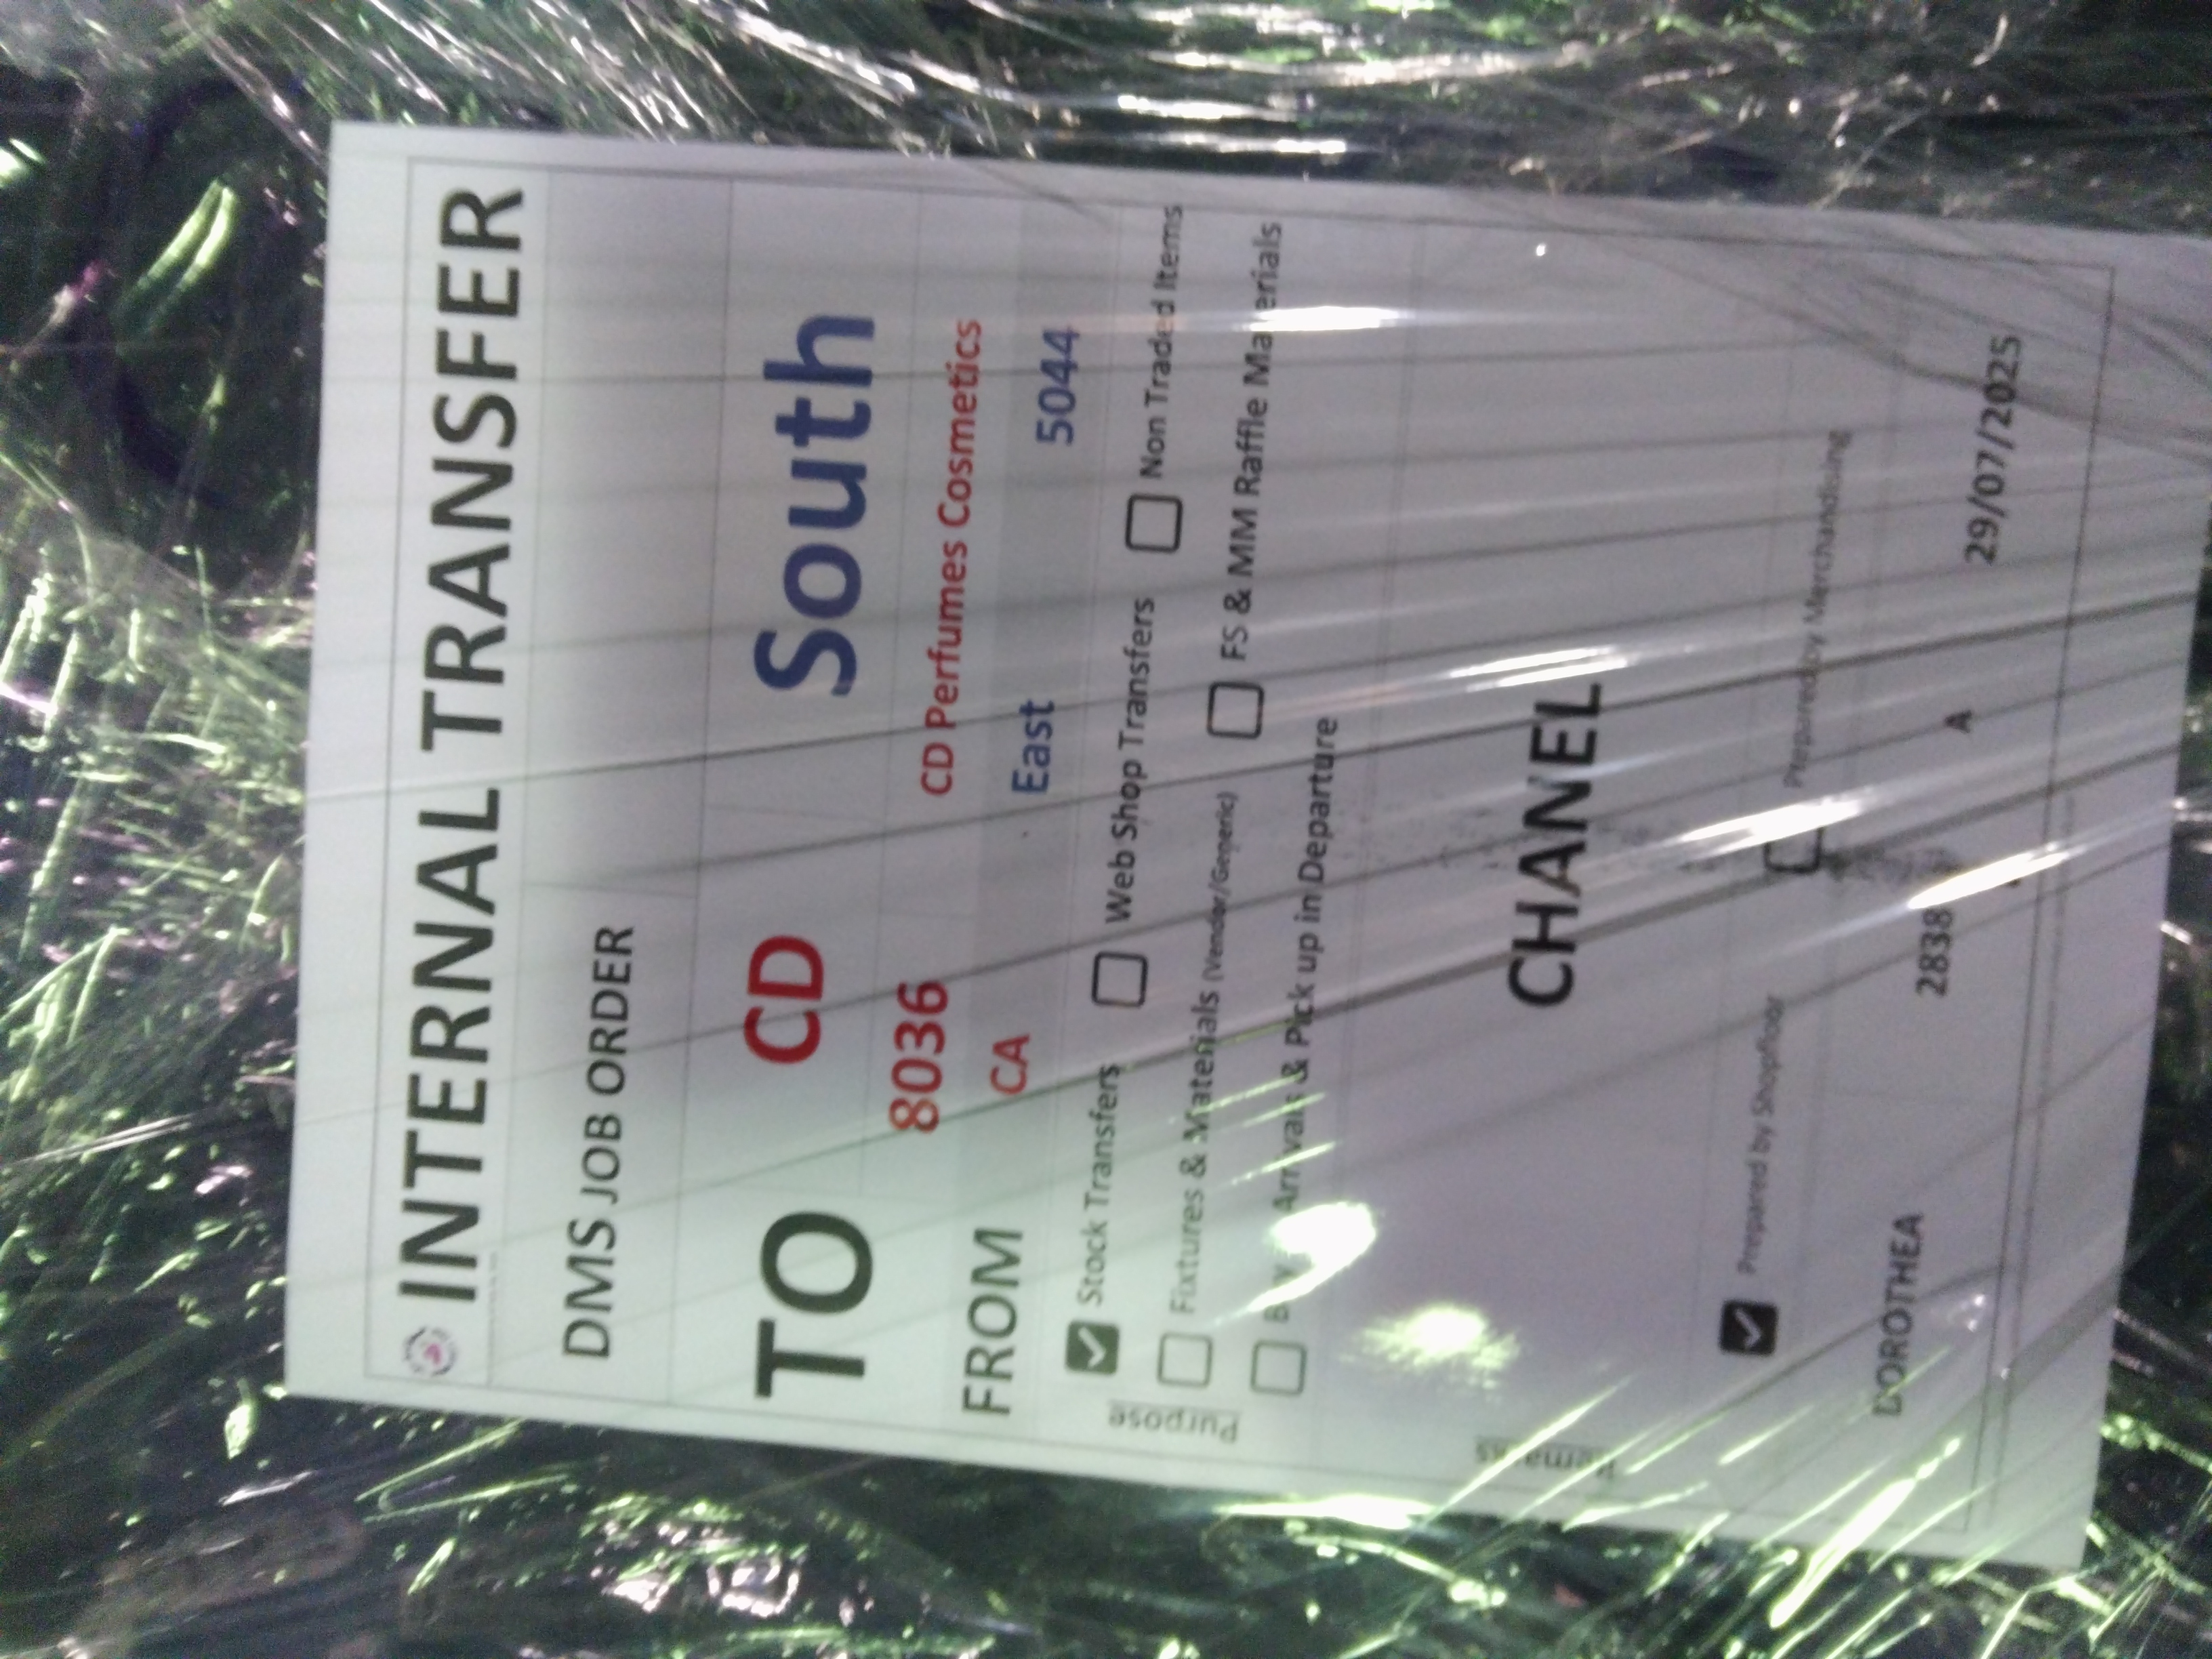 INTERNAL TRANSFER
DMS JOB ORDER
TO CD South
8036 CD Perfumes Cosmetics
FROM CA East 5044
Purpose
Stock Transfers Web Shop Transfers Non Traded Items
Fixtures & Materials (Vendor/Generic) FS & MM Raffle Materials
Arrivals & Pick up in Departure
Remarks
CHANEL
Prepared by Shopfloor Prepared by Merchandising
DOROTHEA 2838 A 29/07/2025